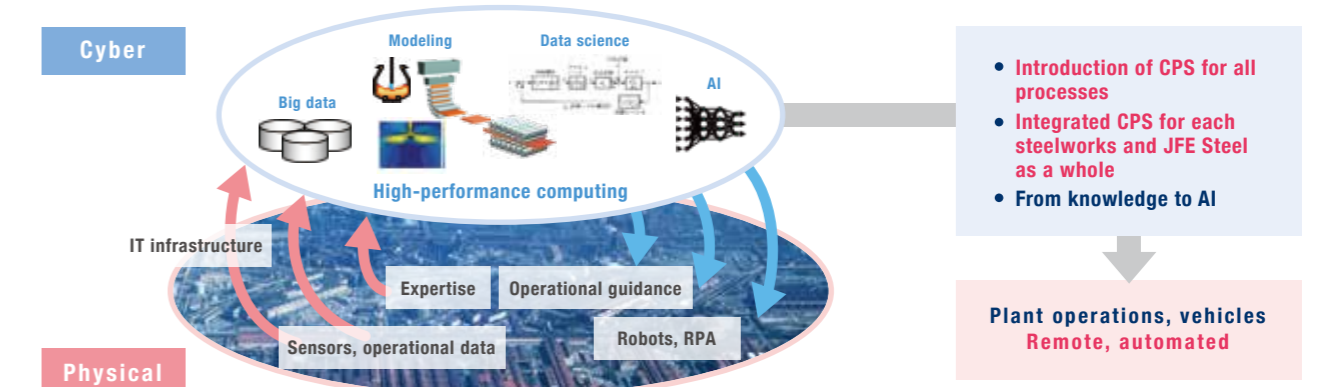 Cyber
Modeling
Data science
Big data
AI
High-performance computing
IT infrastructure
Expertise
Operational guidance
Sensors, operational data
Robots, RPA
Physical
• Introduction of CPS for all
processes
• Integrated CPS for each
steelworks and JFE Steel
as a whole
• From knowledge to AI
Plant operations, vehicles
Remote, automated